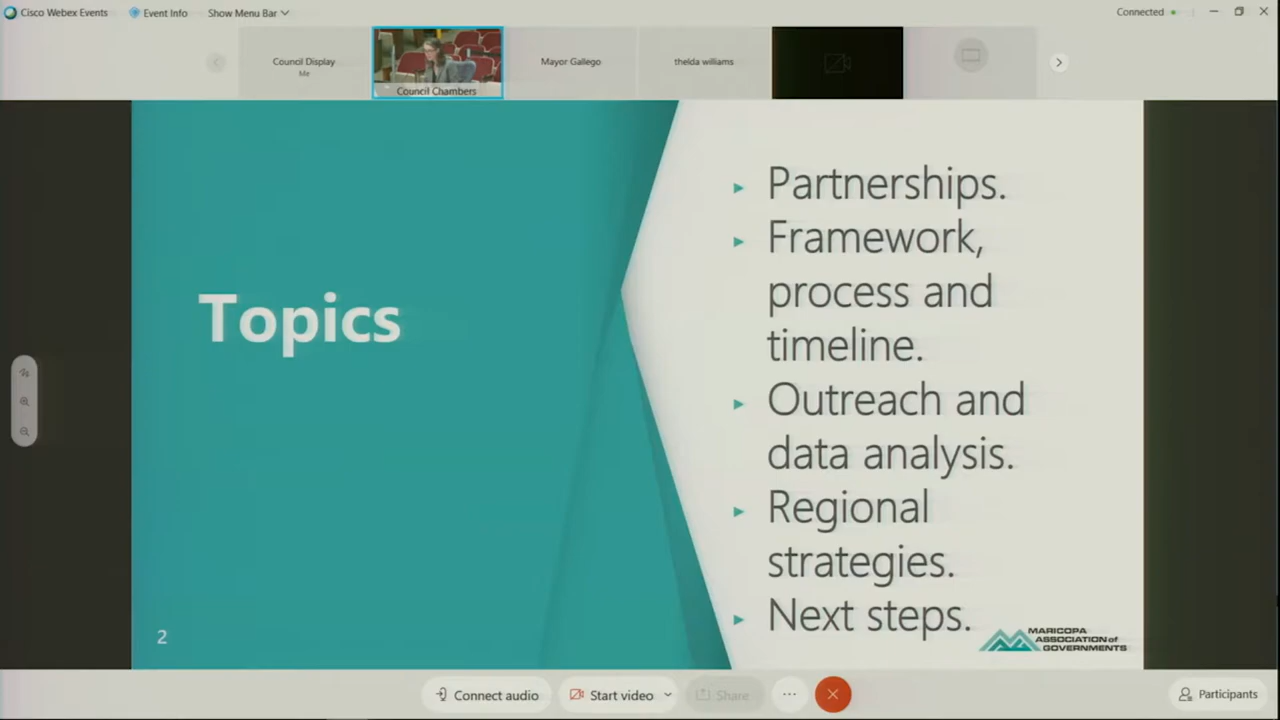 Cisco Webex Events
Event Info
Show Menu Bar
Connected
Council Display
Me
Council Chambers
Mayor Gallego
thelda williams
Topics
Partnerships.
Framework,
process and
timeline.
Outreach and
data analysis.
Regional
strategies.
Next steps.
2
MARICOPA
ASSOCIATION of
GOVERNMENTS
Connect audio
Start video
Share
Participants